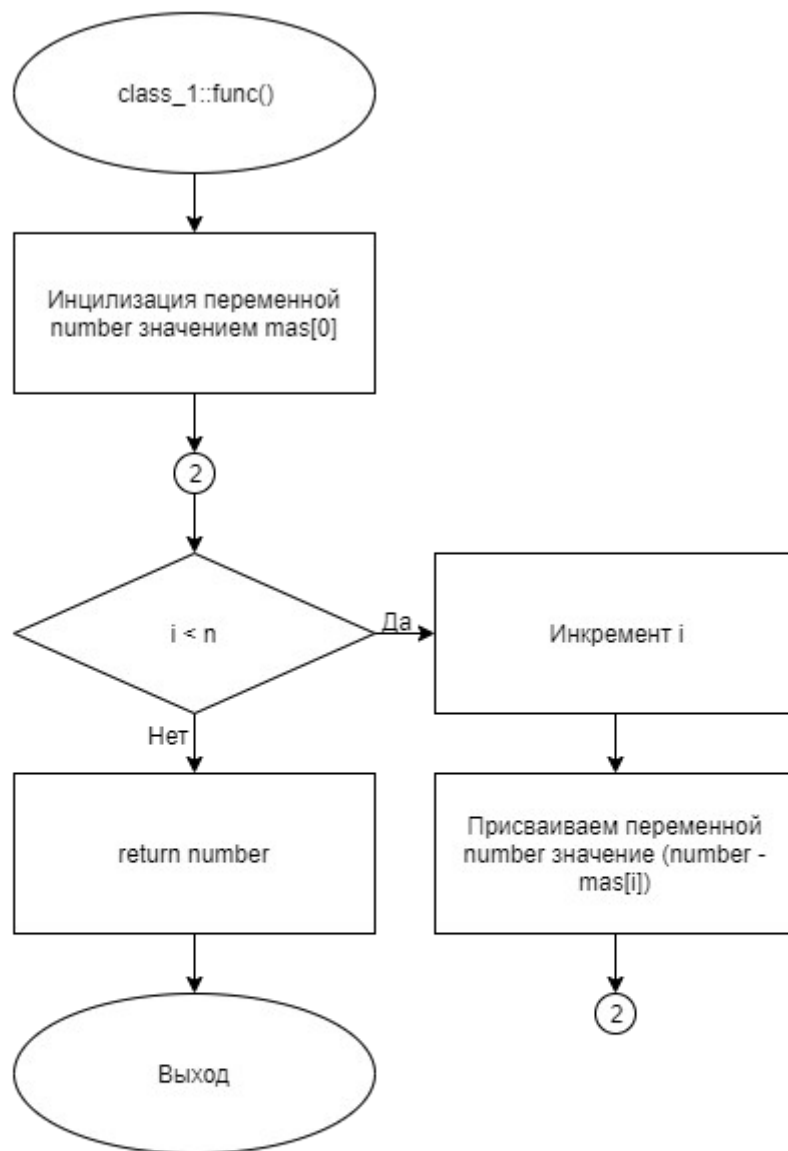 class_1::func()
Инцилизация переменной
number значением mas[0]
2
i < n
Да
Инкремент i
Нет
return number
Присваиваем переменной
number значение (number -
mas[i])
2
Выход